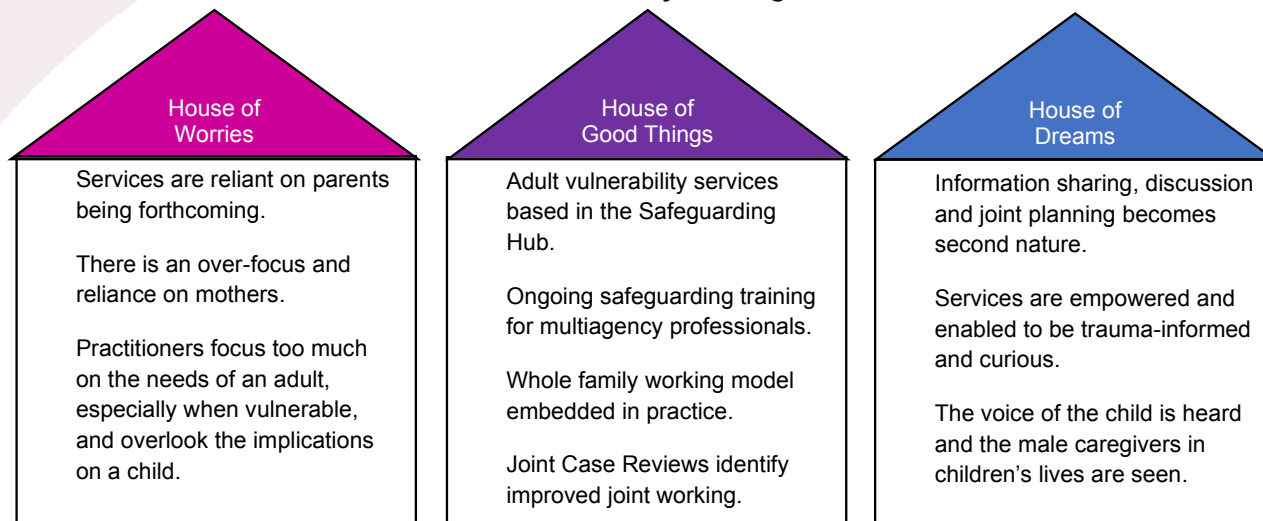 House of
Worries
Services are reliant on parents
being forthcoming.
There is an over-focus and
reliance on mothers.
Practitioners focus too much
on the needs of an adult,
especially when vulnerable,
and overlook the implications
on a child.
House of
Good Things
Adult vulnerability services
based in the Safeguarding
Hub.
Ongoing safeguarding training
for multiagency professionals.
Whole family working model
embedded in practice.
Joint Case Reviews identify
improved joint working.
House of
Dreams
Information sharing, discussion
and joint planning becomes
second nature.
Services are empowered and
enabled to be trauma-informed
and curious.
The voice of the child is heard
and the male caregivers in
children’s lives are seen.